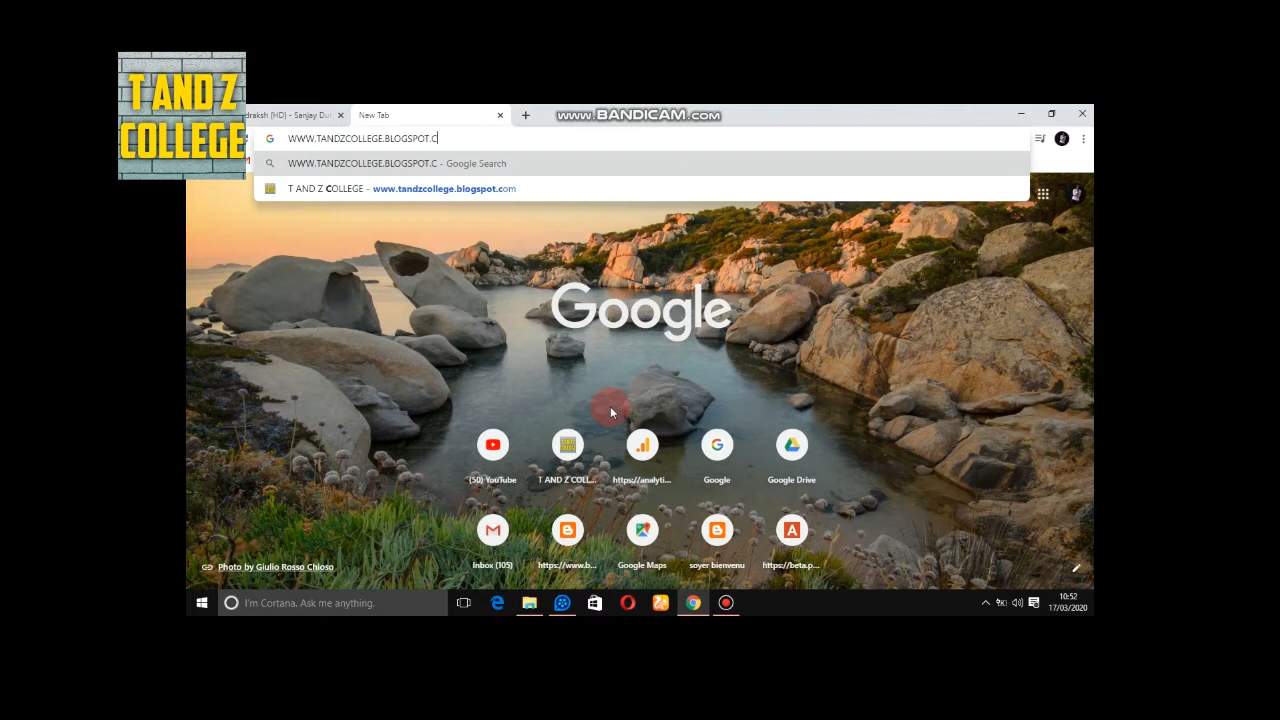 T AND Z
COLLEGE
draksh [HD] - Sanjay Du
New Tab
www.BANDICAM.com
WWW.TANDZCOLLEGE.BLOGSPOT.C
WWW.TANDZCOLLEGE.BLOGSPOT.C - Google Search
T AND Z COLLEGE - www.tandzcollege.blogspot.com
Google
(50) YouTube
T AND Z COLL...
https://analyti...
Google
Google Drive
Inbox (105)
https://www.b...
Google Maps
soyer bienvenu
https://beta.p...
Photo by Giulio Rosso Chioso
I'm Cortana. Ask me anything.
10:52
17/03/2020